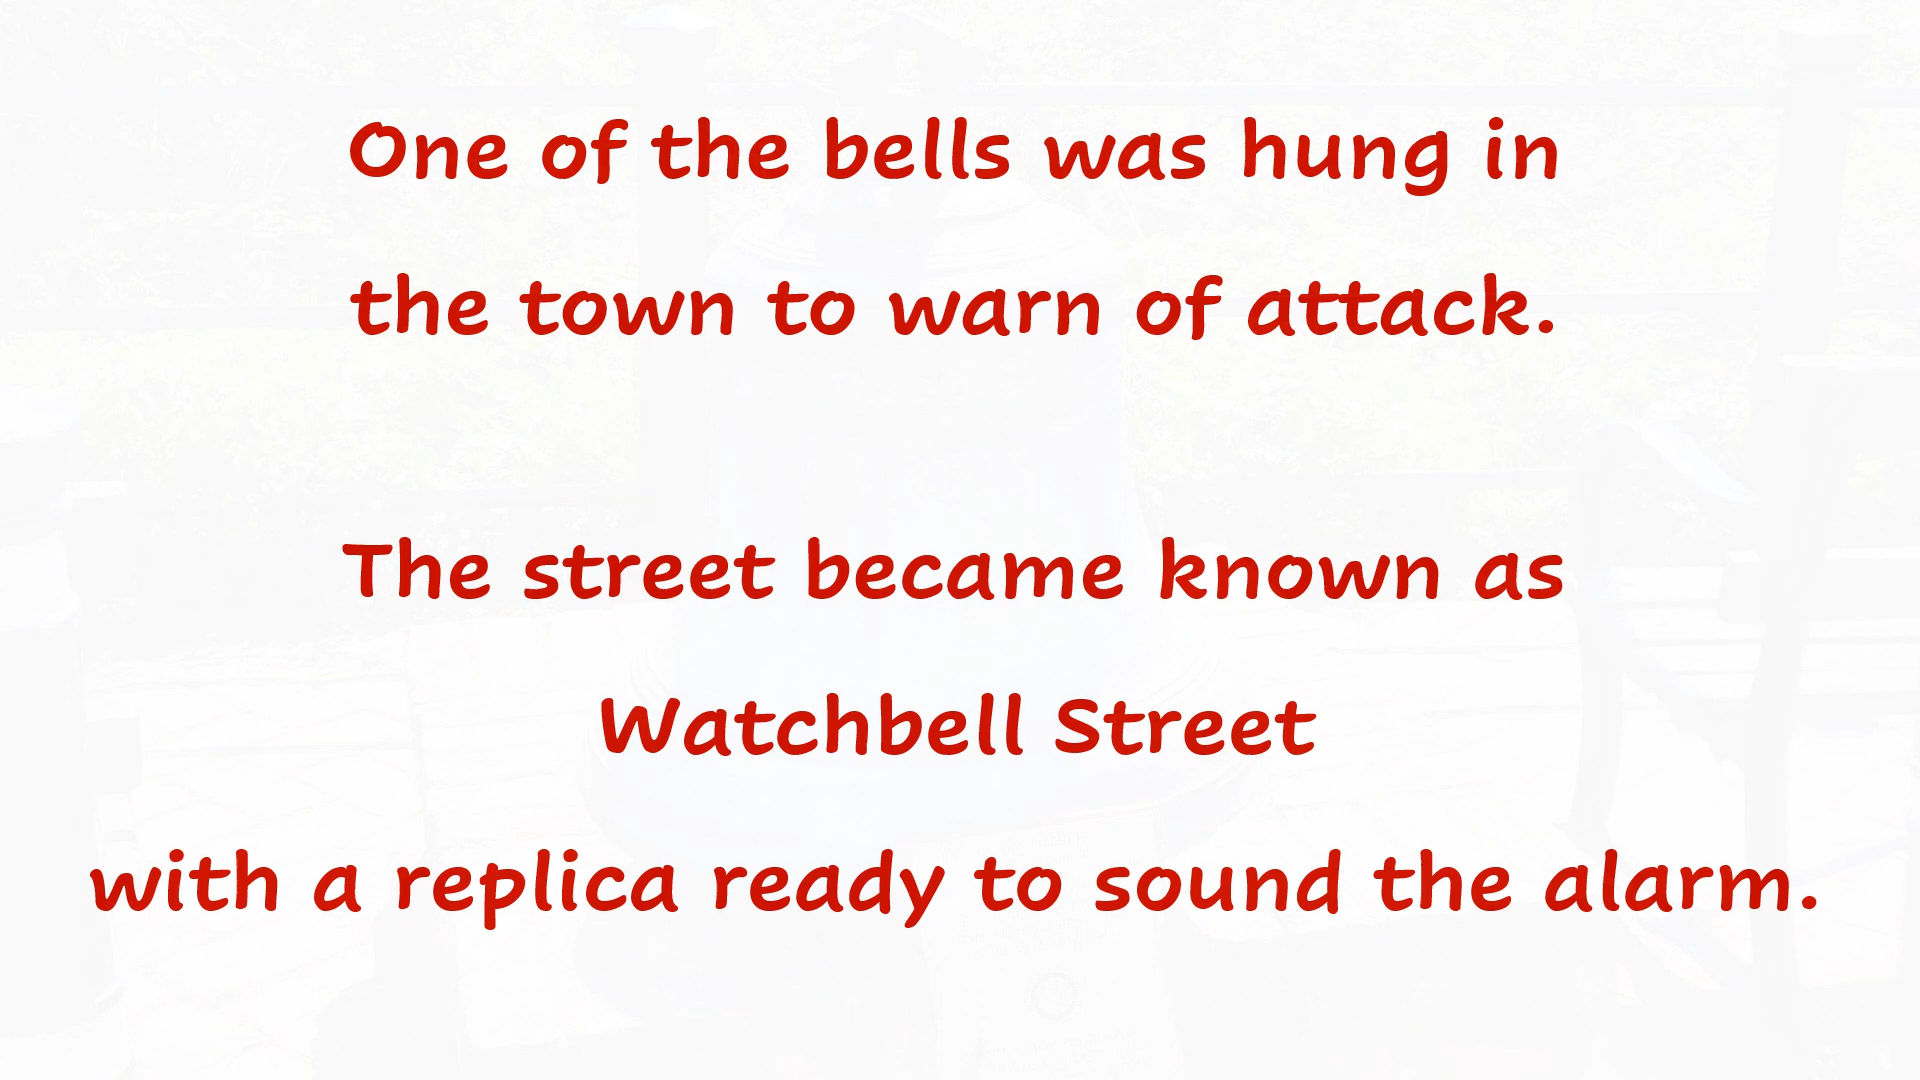 One of the bells was hung in
the town to warn of attack.
The street became known as
Watchbell Street
with a replica ready to sound the alarm.